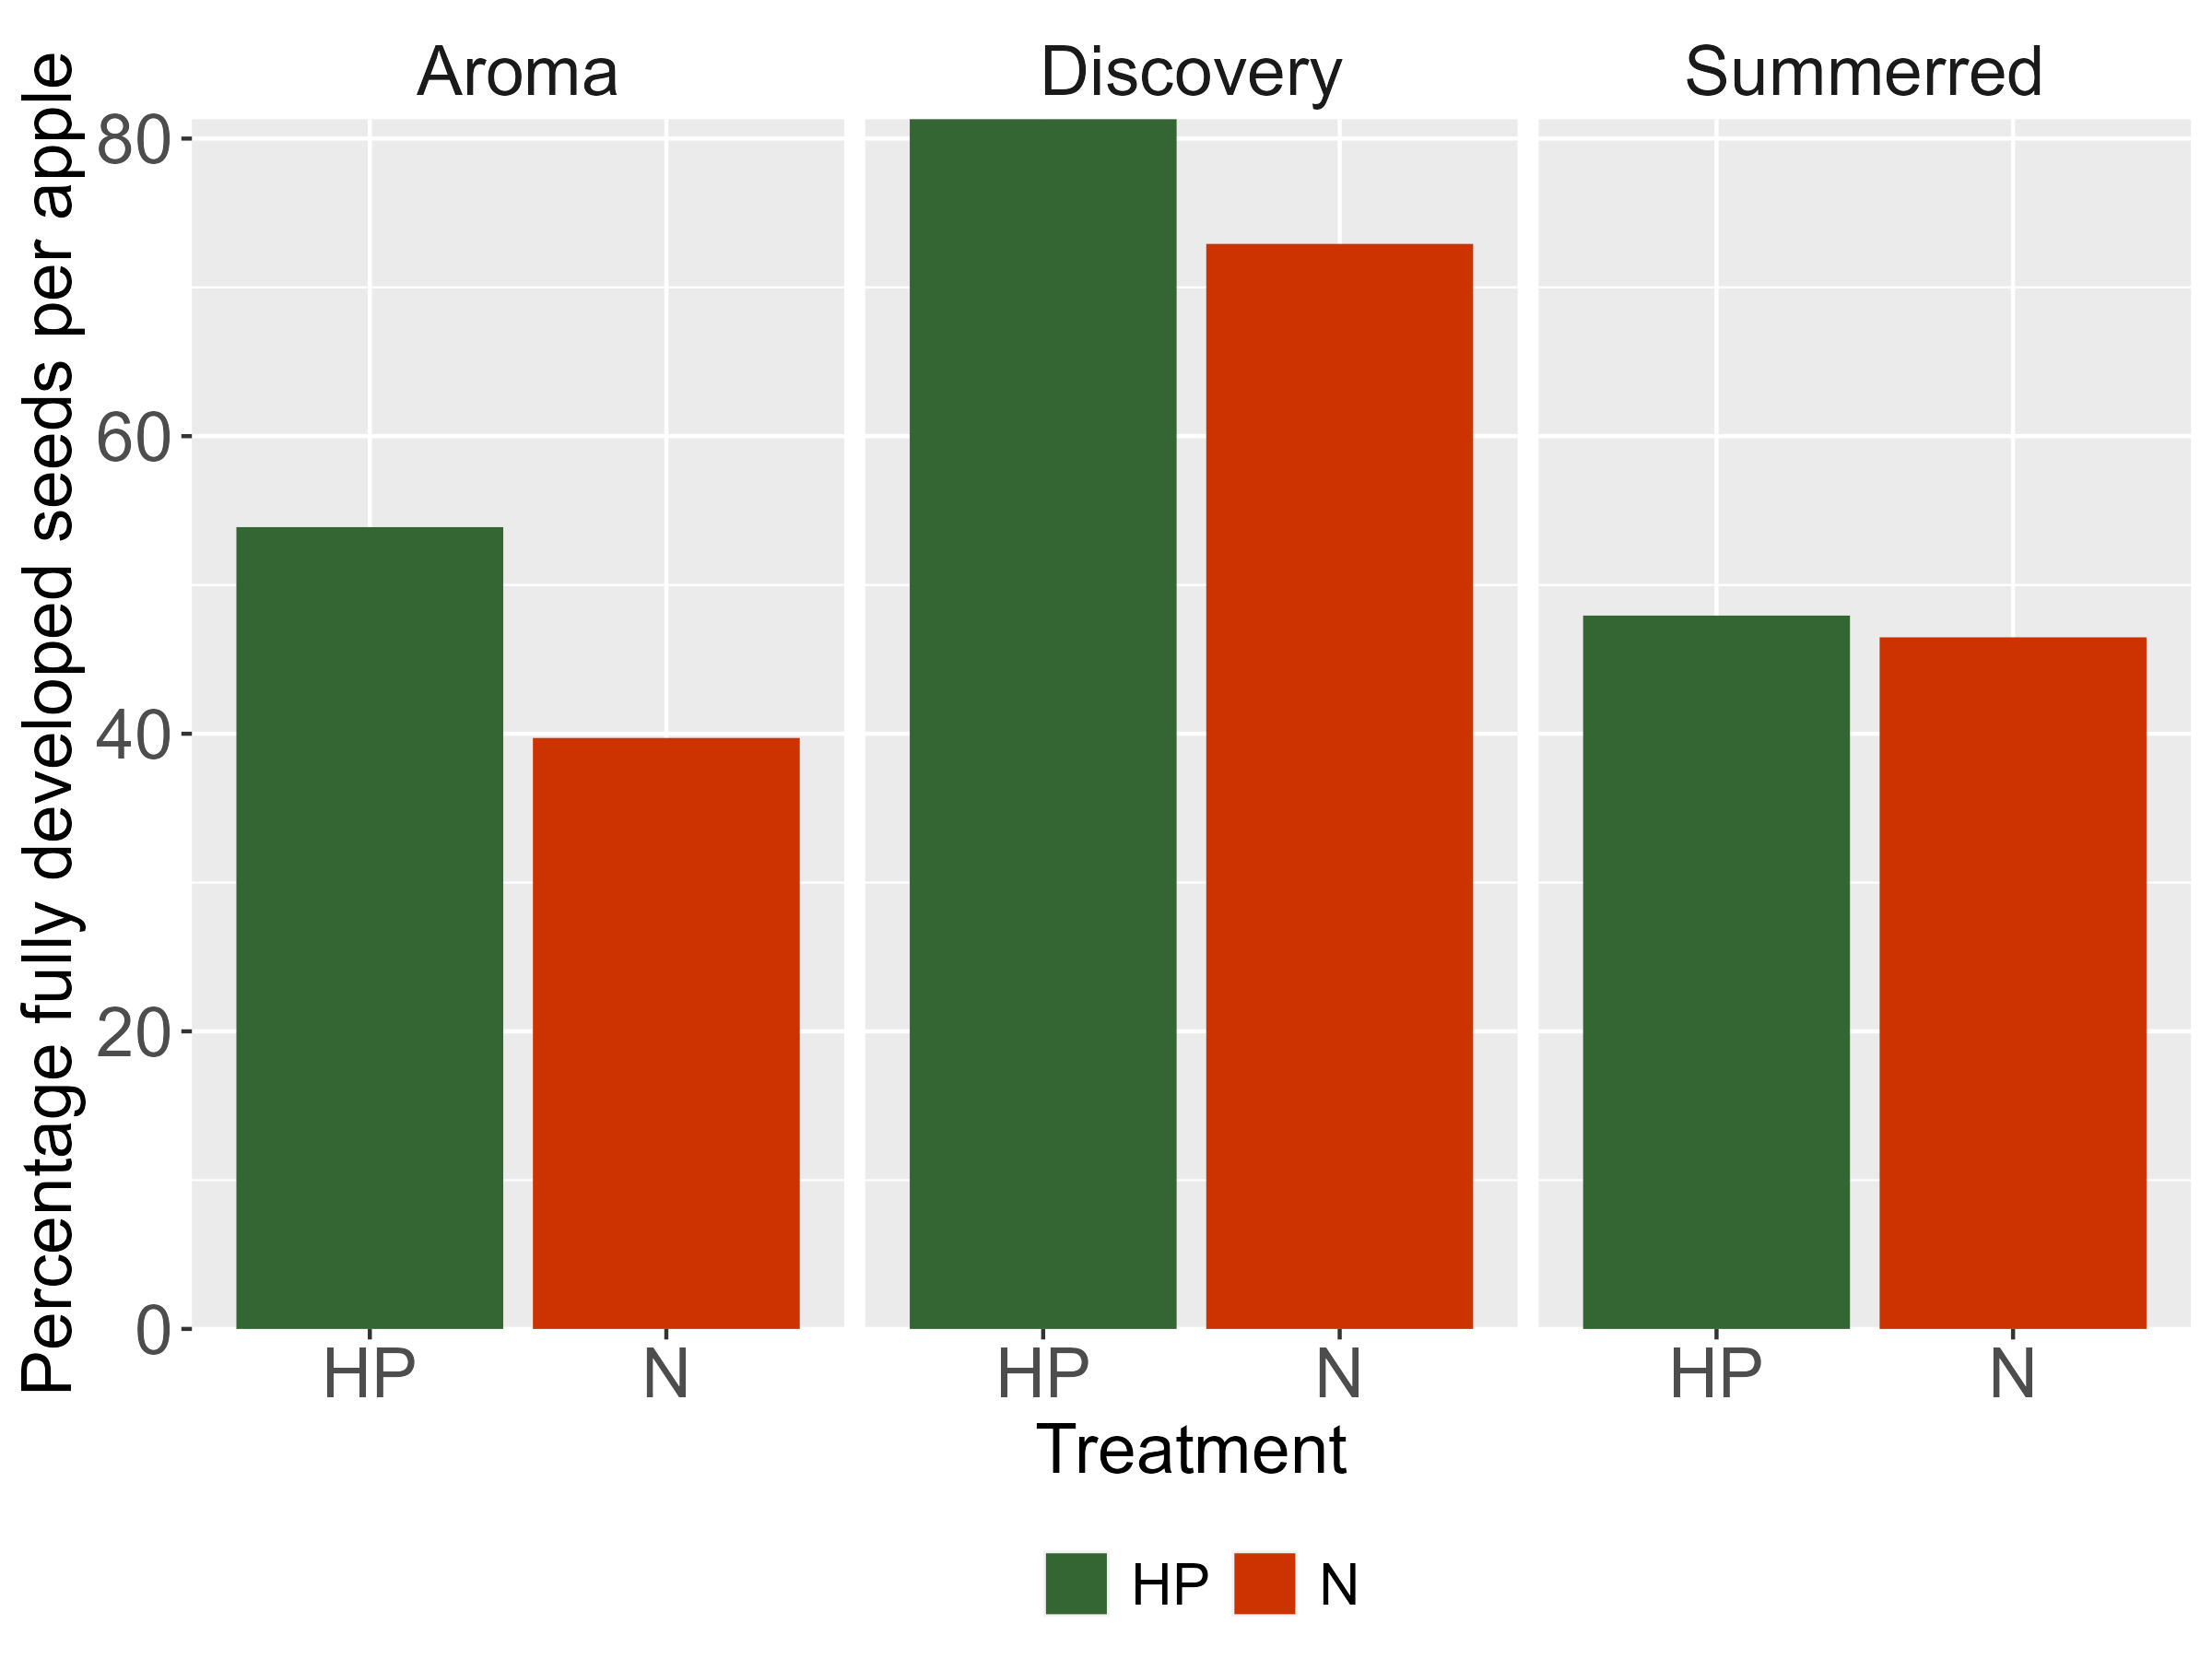 Percentage fully developed seeds per apple
Aroma Discovery Summerred
80
60
40
20
0
HP N HP N HP N
Treatment
HP N